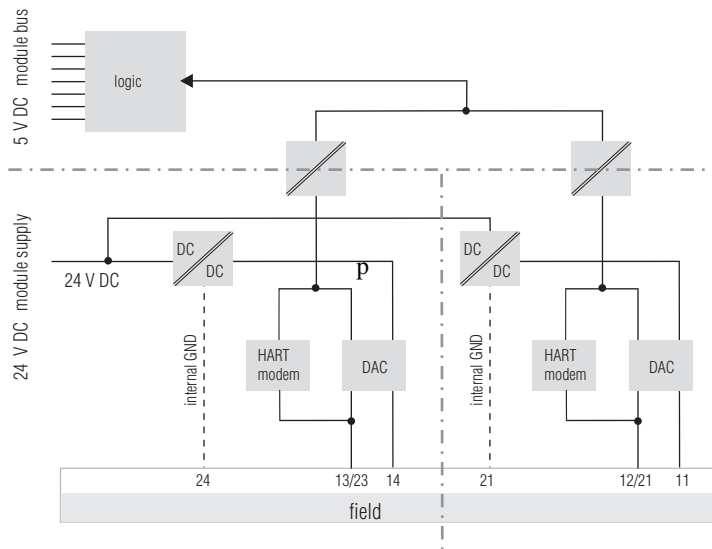 5 V DC module bus
logic
24 V DC module supply
24 V DC
DC
DC
p
DC
DC
internal GND
HART
modem
DAC
internal GND
HART
modem
DAC
24
13/23
14
21
12/21
11
field